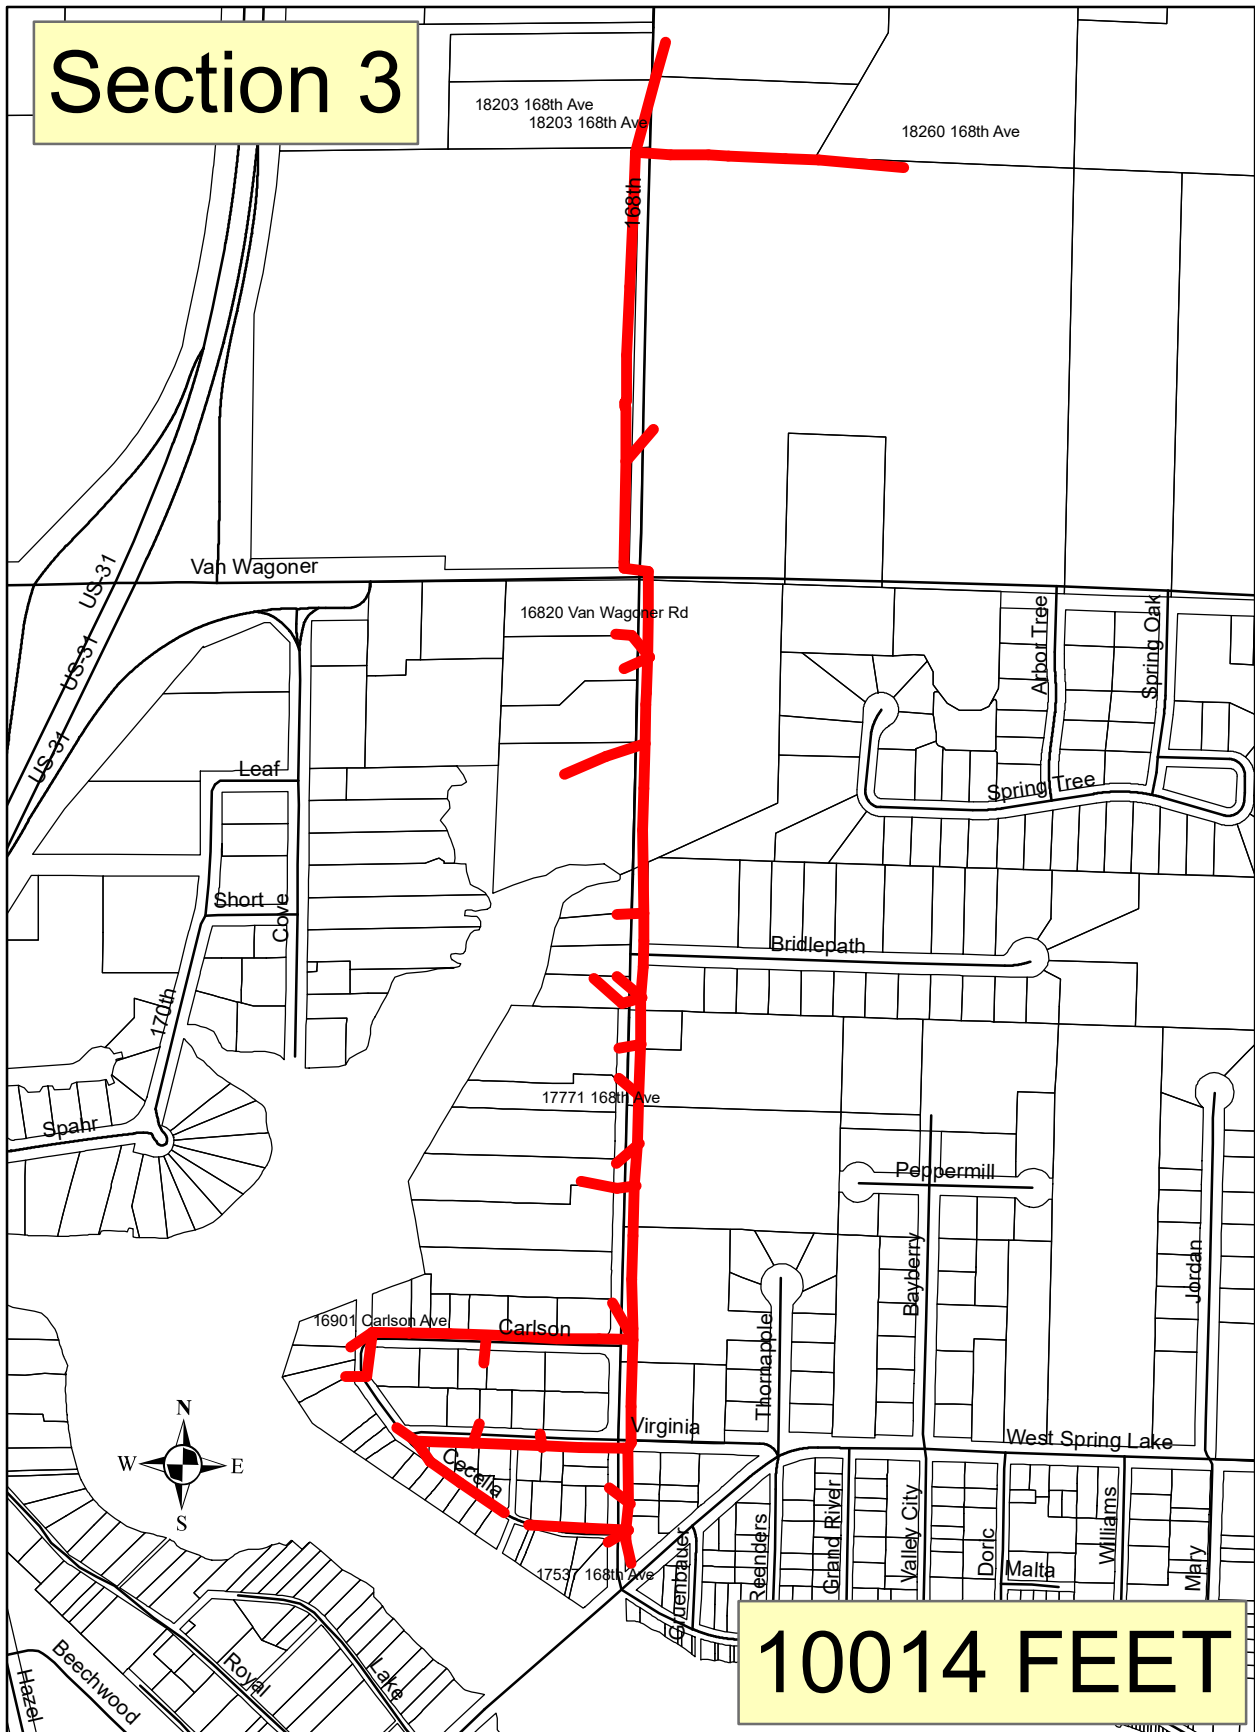 Section 3
18203 168th Ave
18203 168th Ave
18260 168th Ave
168th
Van Wagoner
US-31
US-31
US-31
16820 Van Wagoner Rd
Arbor Tree
Spring Oak
Leaf
Spring Tree
Short
Cove
Bridlepath
170th
17771 168th Ave
Spahr
Peppermill
Bayberry
Jordan
16901 Carlson Ave
Carlson
Thornapple
Virginia
West Spring Lake
N
W
E
S
Cecelia
Gruenbauer
Reenders
Grand River
Valley City
Doric
Malta
Williams
Mary
17537 168th Ave
Beechwood
Royal
Lake
Hazel
10014 FEET